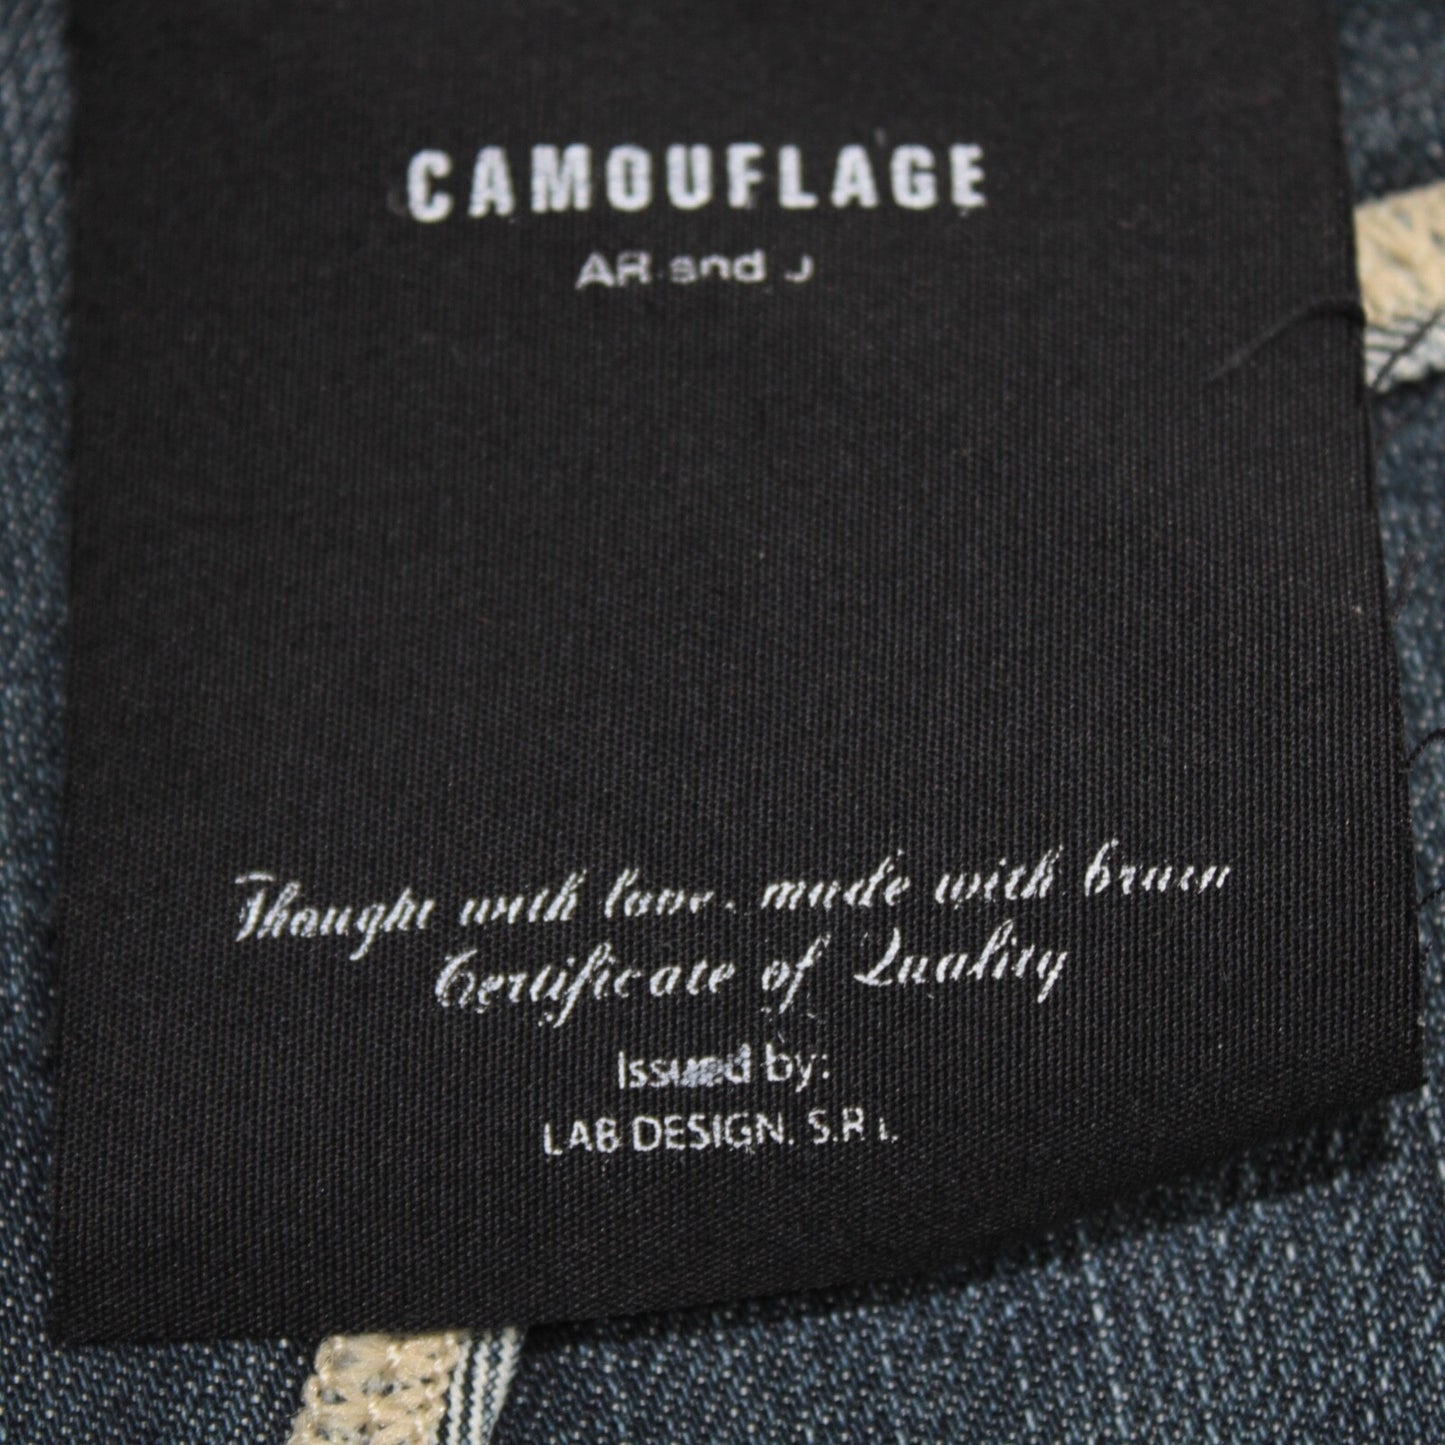 CAMOUFLAGE
AR and J
Thought with love, made with brain
Certificate of Quality
Issued by:
LAB DESIGN. S.R.L.